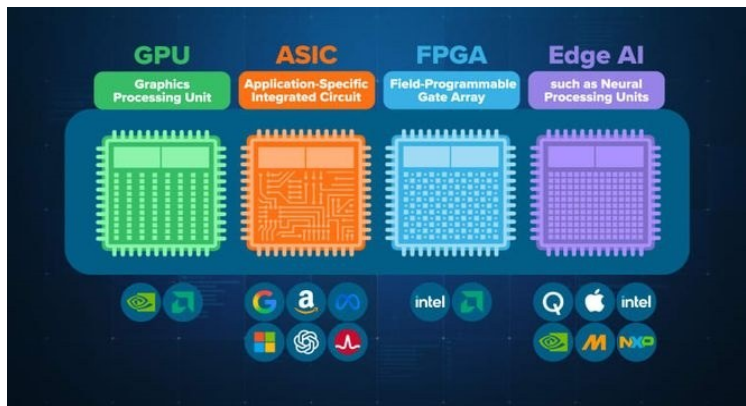 GPU
Graphics
Processing Unit
ASIC
Application-Specific
Integrated Circuit
FPGA
Field-Programmable
Gate Array
Edge AI
such as Neural
Processing Units
intel
intel
NXP